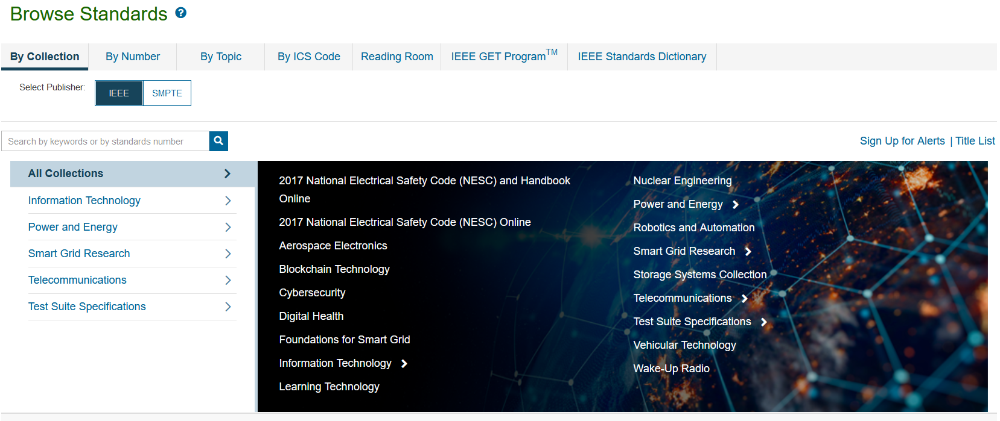 Browse Standards ?
By Collection
By Number
By Topic
By ICS Code
Reading Room
IEEE GET Program™
IEEE Standards Dictionary
Select Publisher:
IEEE
SMPTE
Search by keywords or by standards number
Sign Up for Alerts | Title List
All Collections
Information Technology
Power and Energy
Smart Grid Research
Telecommunications
Test Suite Specifications
2017 National Electrical Safety Code (NESC) and Handbook
Online
2017 National Electrical Safety Code (NESC) Online
Aerospace Electronics
Blockchain Technology
Cybersecurity
Digital Health
Foundations for Smart Grid
Information Technology
Learning Technology
Nuclear Engineering
Power and Energy
Robotics and Automation
Smart Grid Research
Storage Systems Collection
Telecommunications
Test Suite Specifications
Vehicular Technology
Wake-Up Radio